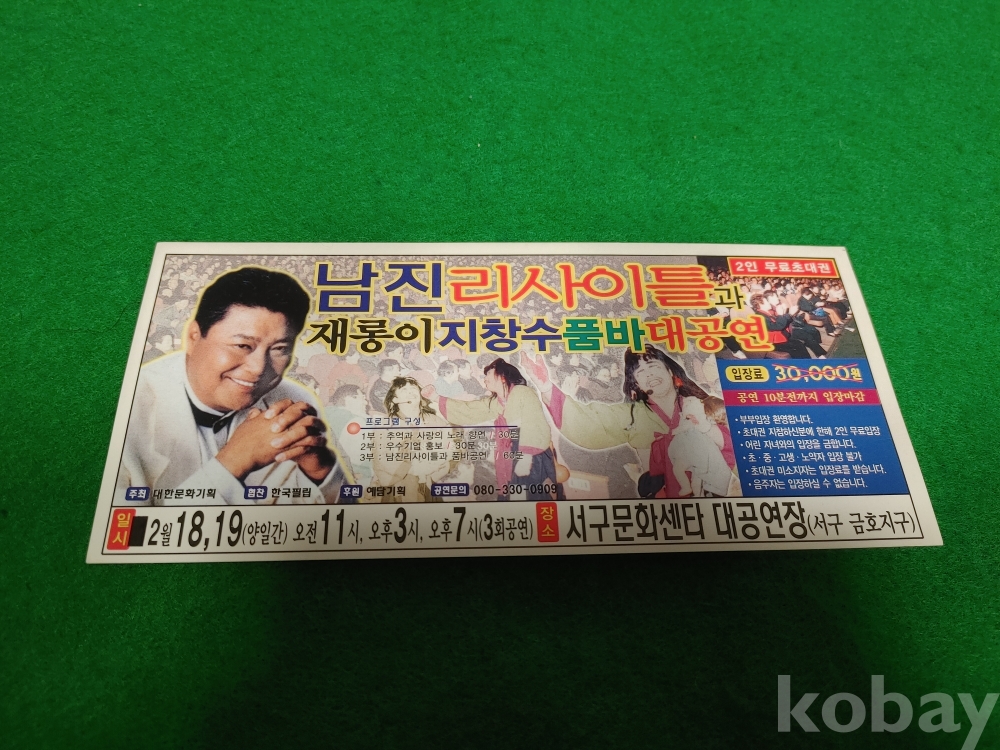 2인 무료초대권
남진리사이틀과
재롱이지창수품바대공연
입장료 30,000원
공연 10분전까지 입장마감
· 부부입장 환영합니다.
· 초대권 지참하신분에 한해 2인 무료입장
· 어린 자녀와의 입장을 금합니다.
· 초 · 중 · 고생 · 노약자 입장 불가
· 초대권 미소지자는 입장료를 받습니다.
· 음주자는 입장하실 수 없습니다.
프로그램 구성
1부 : 추억과 사랑의 노래 향연 / 30분
2부 : 우수기업 홍보 / 30분
3부 : 남진리사이틀과 품바공연 / 60분
주최 대한문화기획 협찬 한국필립 후원 예담기획 공연문의 080-330-0909
일시 2월 18, 19(양일간) 오전 11시, 오후 3시, 오후 7시(3회공연) 장소 서구문화센타 대공연장(서구 금호지구)
kobay